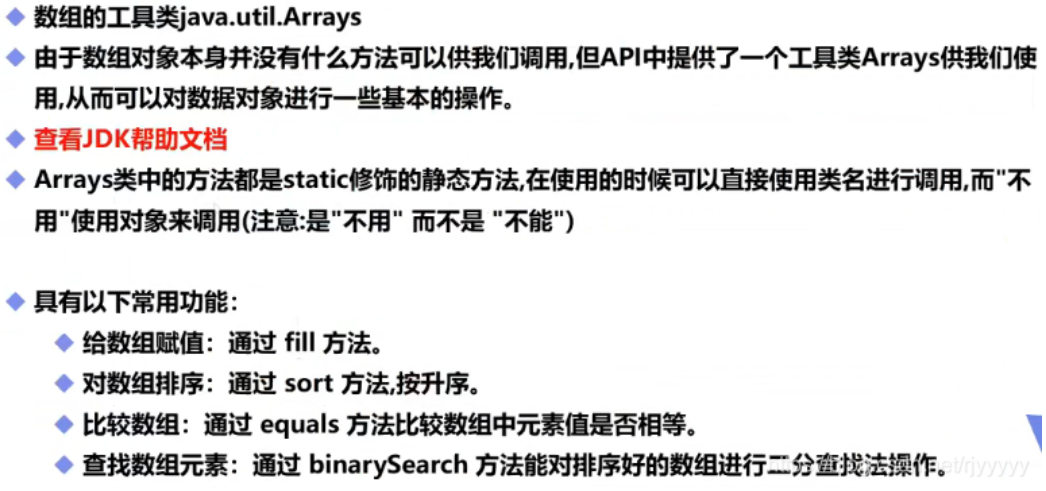 数组的工具类java.util.Arrays
由于数组对象本身并没有什么方法可以供我们调用,但API中提供了一个工具类Arrays供我们使
用,从而可以对数据对象进行一些基本的操作。
查看JDK帮助文档
Arrays类中的方法都是static修饰的静态方法,在使用的时候可以直接使用类名进行调用,而"不
用"使用对象来调用(注意:是"不用" 而不是 "不能")
具有以下常用功能：
给数组赋值：通过 fill 方法。
对数组排序：通过 sort 方法,按升序。
比较数组：通过 equals 方法比较数组中元素值是否相等。
查找数组元素：通过 binarySearch 方法能对排序好的数组进行二分查找法操作。